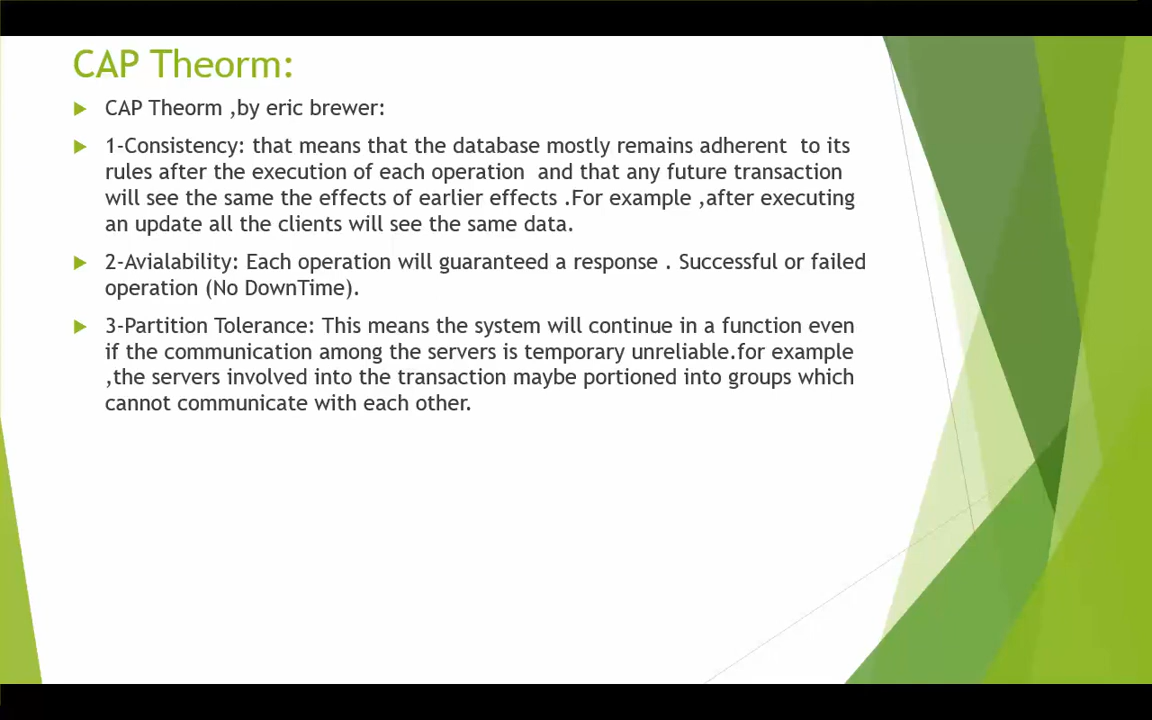 CAP Theorm:
CAP Theorm ,by eric brewer:
1-Consistency: that means that the database mostly remains adherent to its
rules after the execution of each operation and that any future transaction
will see the same the effects of earlier effects .For example ,after executing
an update all the clients will see the same data.
2-Avialability: Each operation will guaranteed a response . Successful or failed
operation (No DownTime).
3-Partition Tolerance: This means the system will continue in a function even
if the communication among the servers is temporary unreliable.for example
,the servers involved into the transaction maybe portioned into groups which
cannot communicate with each other.